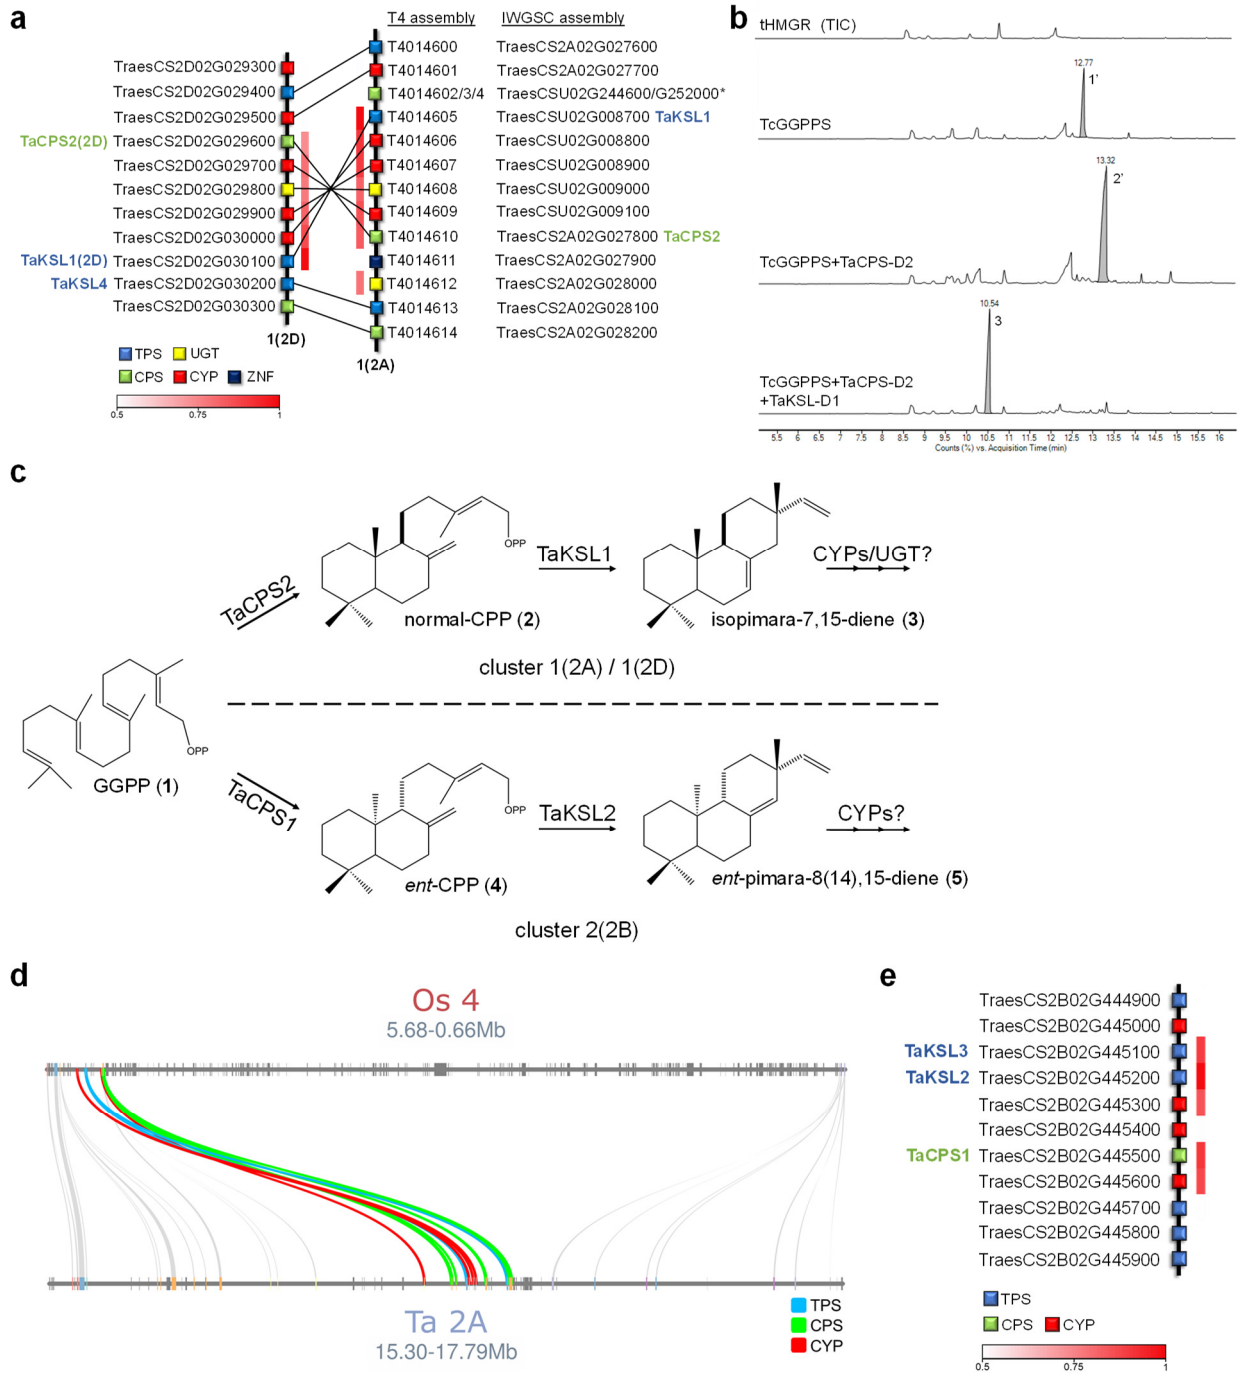 a
T4 assembly IWGSC assembly
TraesCS2D02G029300
TraesCS2D02G029400
TraesCS2D02G029500
TaCPS2(2D) TraesCS2D02G029600
TraesCS2D02G029700
TraesCS2D02G029800
TraesCS2D02G029900
TraesCS2D02G030000
TaKSL1(2D) TraesCS2D02G030100
TaKSL4 TraesCS2D02G030200
TraesCS2D02G030300
1(2D)
T4014600 TraesCS2A02G027600
T4014601 TraesCS2A02G027700
T4014602/3/4 TraesCSU02G244600/G252000*
T4014605 TraesCSU02G008700 TaKSL1
T4014606 TraesCSU02G008800
T4014607 TraesCSU02G008900
T4014608 TraesCSU02G009000
T4014609 TraesCSU02G009100
T4014610 TraesCS2A02G027800 TaCPS2
T4014611 TraesCS2A02G027900
T4014612 TraesCS2A02G028000
T4014613 TraesCS2A02G028100
T4014614 TraesCS2A02G028200
1(2A)
TPS UGT
CPS CYP ZNF
0.5 0.75 1
b
tHMGR (TIC)
12.77
1'
TcGGPPS
13.32
2'
TcGGPPS+TaCPS-D2
10.54
3
TcGGPPS+TaCPS-D2
+TaKSL-D1
5.5 6 6.5 7 7.5 8 8.5 9 9.5 10 10.5 11 11.5 12 12.5 13 13.5 14 14.5 15 15.5 16
Counts (%) vs. Acquisition Time (min)
c
TaCPS2
OPP
TaKSL1
CYPs/UGT?
normal-CPP (2)
isopimara-7,15-diene (3)
cluster 1(2A) / 1(2D)
OPP
GGPP (1)
TaCPS1
OPP
TaKSL2
CYPs?
ent-CPP (4)
ent-pimara-8(14),15-diene (5)
cluster 2(2B)
d
Os 4
5.68-0.66Mb
Ta 2A
15.30-17.79Mb
TPS
CPS
CYP
e
TraesCS2B02G444900
TraesCS2B02G445000
TaKSL3 TraesCS2B02G445100
TaKSL2 TraesCS2B02G445200
TraesCS2B02G445300
TraesCS2B02G445400
TaCPS1 TraesCS2B02G445500
TraesCS2B02G445600
TraesCS2B02G445700
TraesCS2B02G445800
TraesCS2B02G445900
TPS
CPS CYP
0.5 0.75 1